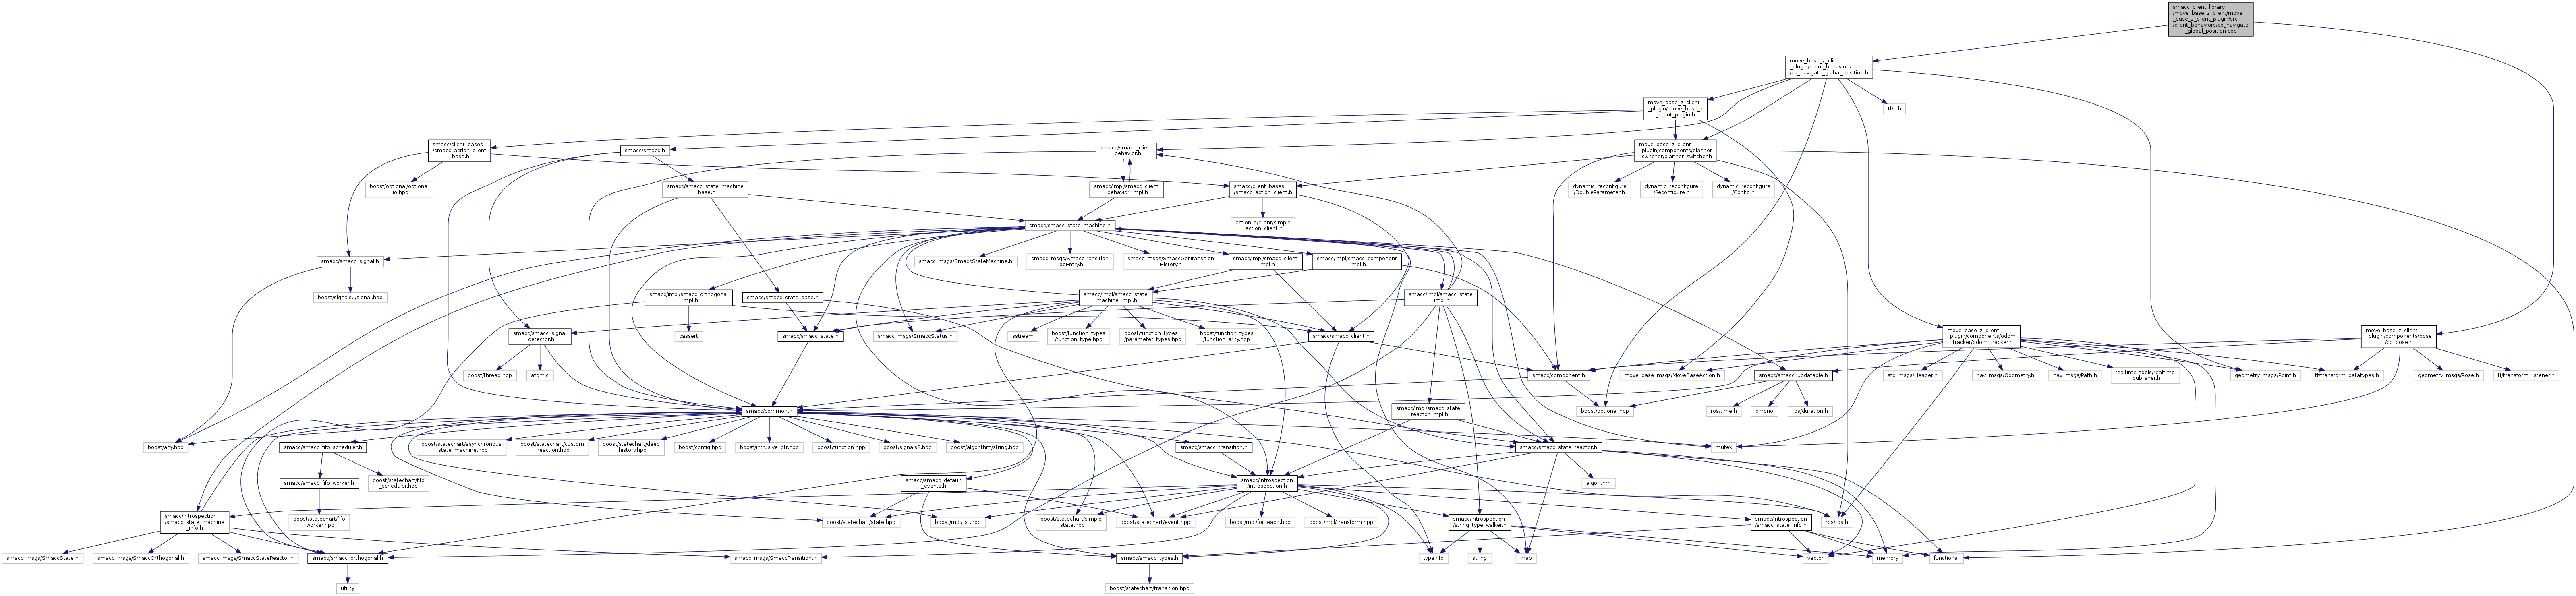 smacc_client_library
/move_base_z_client/move
_base_z_client_plugin/src
/client_behaviors/cb_navigate
_global_position.cpp
move_base_z_client
_plugin/client_behaviors
/cb_navigate_global_position.h
move_base_z_client
_plugin/move_base_z
_client_plugin.h
tf/tf.h
smacc/client_bases
/smacc_action_client
_base.h
smacc/smacc.h
smacc/smacc_client
_behavior.h
move_base_z_client
_plugin/components/planner
_switcher/planner_switcher.h
boost/optional/optional
_io.hpp
smacc/smacc_state_machine
_base.h
smacc/impl/smacc_client
_behavior_impl.h
smacc/client_bases
/smacc_action_client.h
dynamic_reconfigure
/DoubleParameter.h
dynamic_reconfigure
/Reconfigure.h
dynamic_reconfigure
/Config.h
smacc/smacc_state_machine.h
actionlib/client/simple
_action_client.h
smacc/smacc_signal.h
smacc_msgs/SmaccStateMachine.h
smacc_msgs/SmaccTransition
LogEntry.h
smacc_msgs/SmaccGetTransition
History.h
smacc/impl/smacc_client
_impl.h
smacc/impl/smacc_component
_impl.h
boost/signals2/signal.hpp
smacc/impl/smacc_orthogonal
_impl.h
smacc/smacc_state_base.h
smacc/impl/smacc_state
_machine_impl.h
smacc/impl/smacc_state
_impl.h
smacc/smacc_signal
_detector.h
cassert
smacc/smacc_state.h
smacc_msgs/SmaccStatus.h
sstream
boost/function_types
/function_type.hpp
boost/function_types
/parameter_types.hpp
boost/function_types
/function_arity.hpp
smacc/smacc_client.h
move_base_z_client
_plugin/components/odom
_tracker/odom_tracker.h
move_base_z_client
_plugin/components/pose
/cp_pose.h
boost/thread.hpp
atomic
smacc/component.h
move_base_msgs/MoveBaseAction.h
smacc/smacc_updatable.h
std_msgs/Header.h
nav_msgs/Odometry.h
nav_msgs/Path.h
realtime_tools/realtime
_publisher.h
geometry_msgs/Point.h
tf/transform_datatypes.h
geometry_msgs/Pose.h
tf/transform_listener.h
smacc/common.h
smacc/impl/smacc_state
_reactor_impl.h
boost/optional.hpp
ros/time.h
chrono
ros/duration.h
boost/any.hpp
smacc/smacc_fifo_scheduler.h
boost/statechart/asynchronous
_state_machine.hpp
boost/statechart/custom
_reaction.hpp
boost/statechart/deep
_history.hpp
boost/config.hpp
boost/intrusive_ptr.hpp
boost/function.hpp
boost/signals2.hpp
boost/algorithm/string.hpp
smacc/smacc_transition.h
smacc/smacc_state_reactor.h
mutex
smacc/smacc_fifo_worker.h
boost/statechart/fifo
_scheduler.hpp
smacc/smacc_default
_events.h
smacc/introspection
/introspection.h
algorithm
smacc/introspection
/smacc_state_machine
_info.h
boost/statechart/fifo
_worker.hpp
boost/statechart/state.hpp
boost/mpl/list.hpp
boost/statechart/simple
_state.hpp
boost/statechart/event.hpp
boost/mpl/for_each.hpp
boost/mpl/transform.hpp
smacc/introspection
/string_type_walker.h
smacc/introspection
/smacc_state_info.h
ros/ros.h
smacc_msgs/SmaccState.h
smacc_msgs/SmaccOrthogonal.h
smacc_msgs/SmaccStateReactor.h
smacc/smacc_orthogonal.h
smacc_msgs/SmaccTransition.h
smacc/smacc_types.h
typeinfo
string
map
vector
memory
functional
utility
boost/statechart/transition.hpp